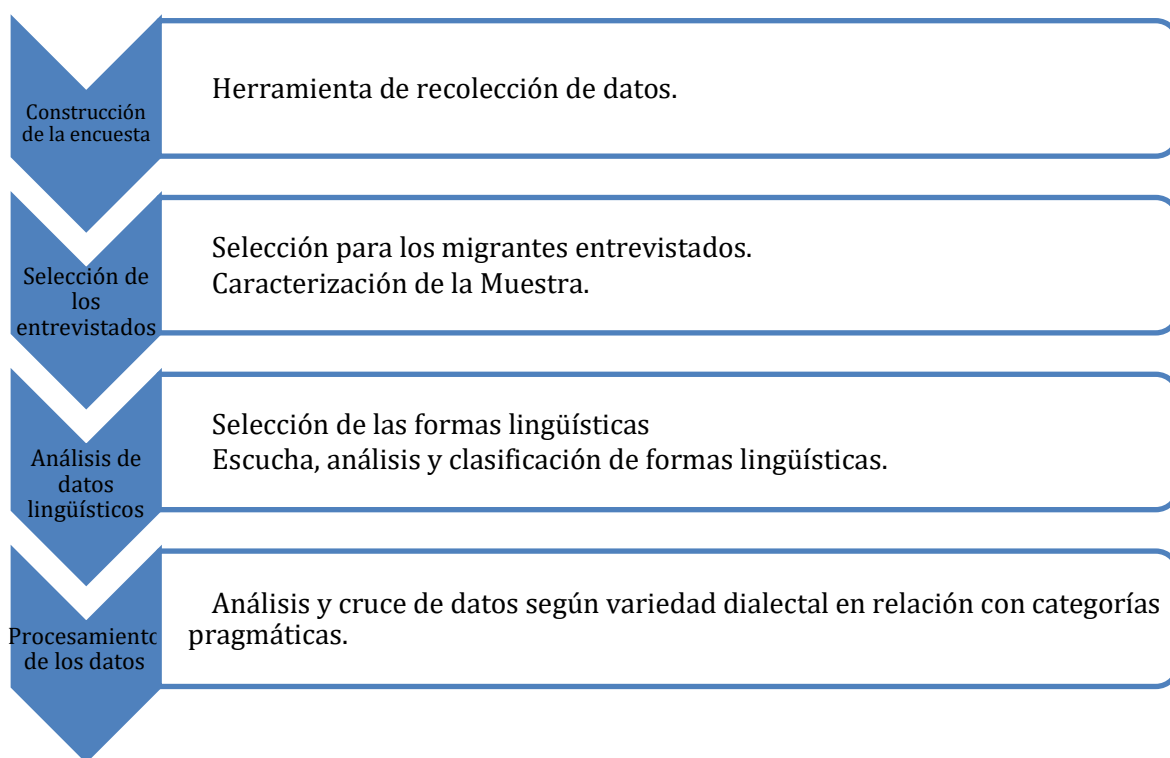 Construcción
de la encuesta
Herramienta de recolección de datos.
Selección de
los
entrevistados
Selección para los migrantes entrevistados.
Caracterización de la Muestra.
Análisis de
datos
lingüísticos
Selección de las formas lingüísticas
Escucha, análisis y clasificación de formas lingüísticas.
Procesamiento
de los datos
Análisis y cruce de datos según variedad dialectal en relación con categorías
pragmáticas.